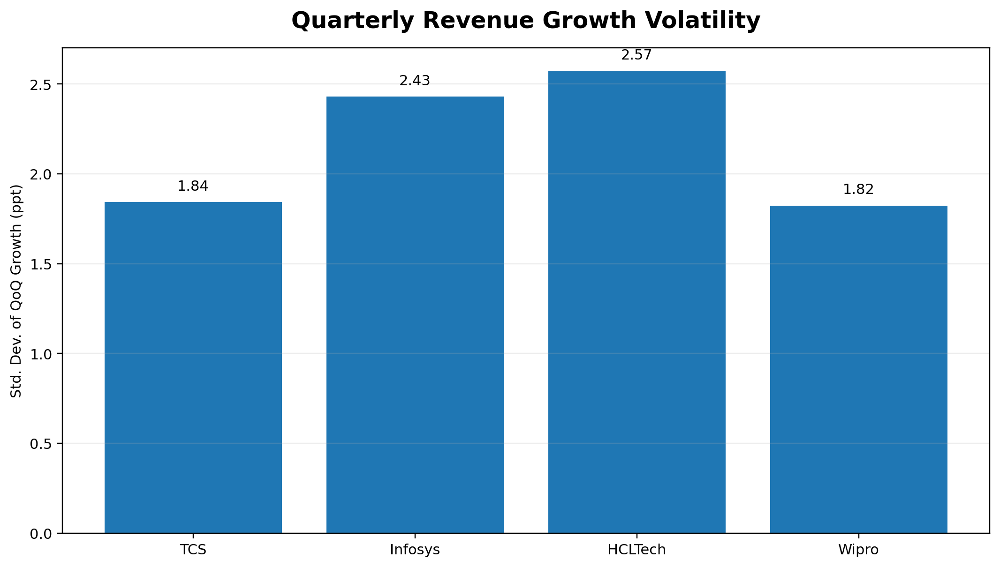 Quarterly Revenue Growth Volatility
Std. Dev. of QoQ Growth (ppt)
2.5
2.0
1.5
1.0
0.5
0.0
1.84
2.43
2.57
1.82
TCS
Infosys
HCLTech
Wipro